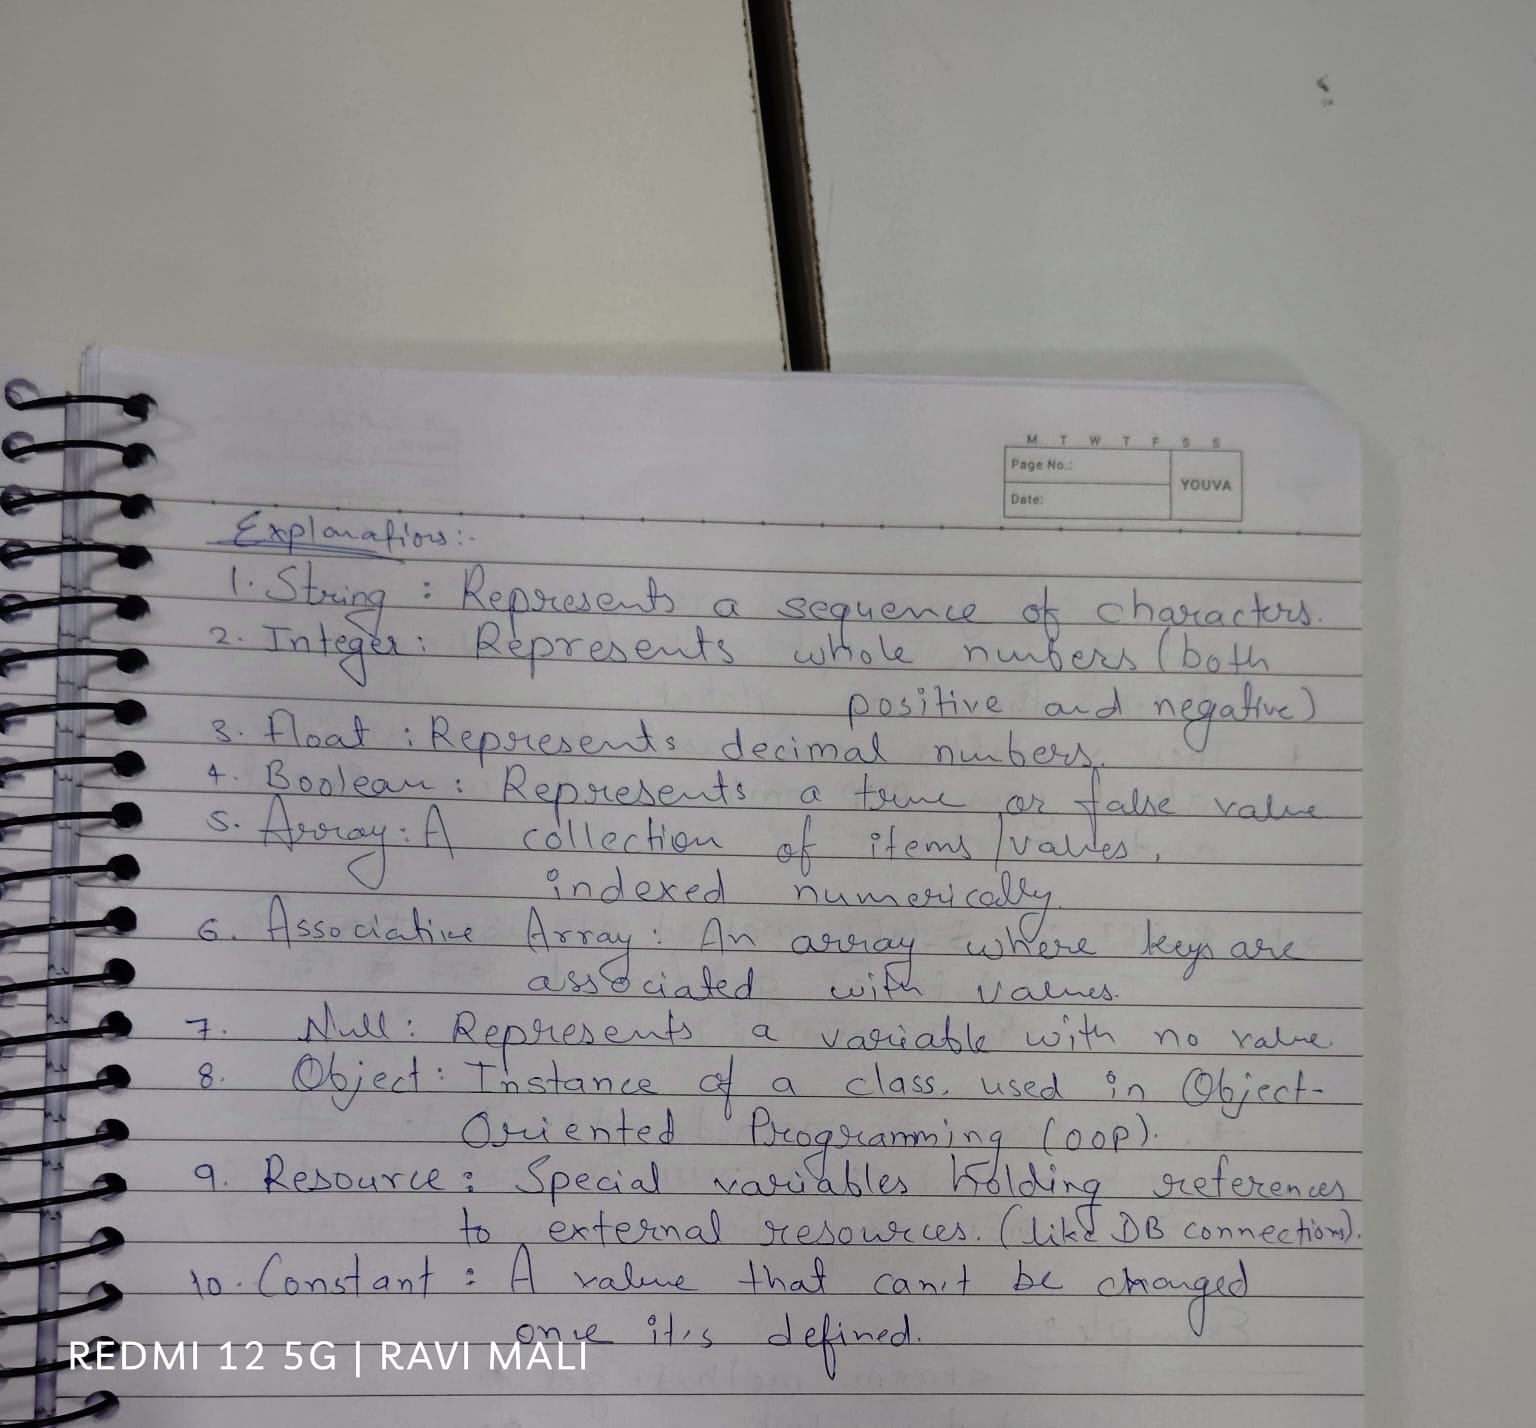 M T W T F S S
Page No.:
YOUVA
Date:
Explanations:-
1. String : Represents a sequence of characters.
2. Integer : Represents whole numbers (both
positive and negative)
3. Float : Represents decimal numbers.
4. Boolean : Represents a true or false value
5. Array : A collection of items/values,
indexed numerically.
6. Associative Array : An array where keys are
associated with values.
7. Null : Represents a variable with no value.
8. Object : Instance of a class, used in Object-
Oriented Programming (OOP).
9. Resource : Special variables holding references
to external resources. (like DB connections).
10. Constant : A value that can't be changed
once it's defined.
REDMI 12 5G | RAVI MALI